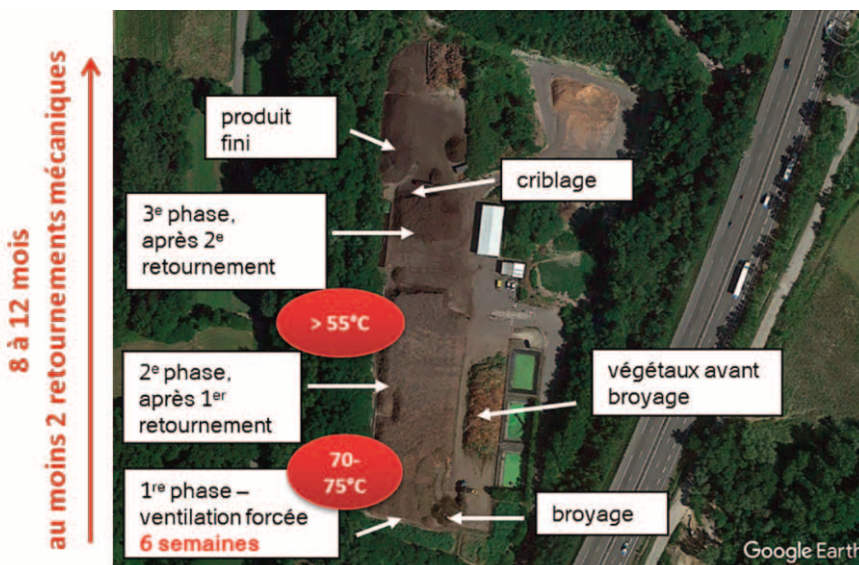 8 à 12 mois
au moins 2 retournements mécaniques
produit
fini
criblage
3e phase,
après 2e
retournement
> 55°C
2e phase,
après 1er
retournement
végétaux avant
broyage
70-
75°C
1re phase –
ventilation forcée
6 semaines
broyage
Google Earth